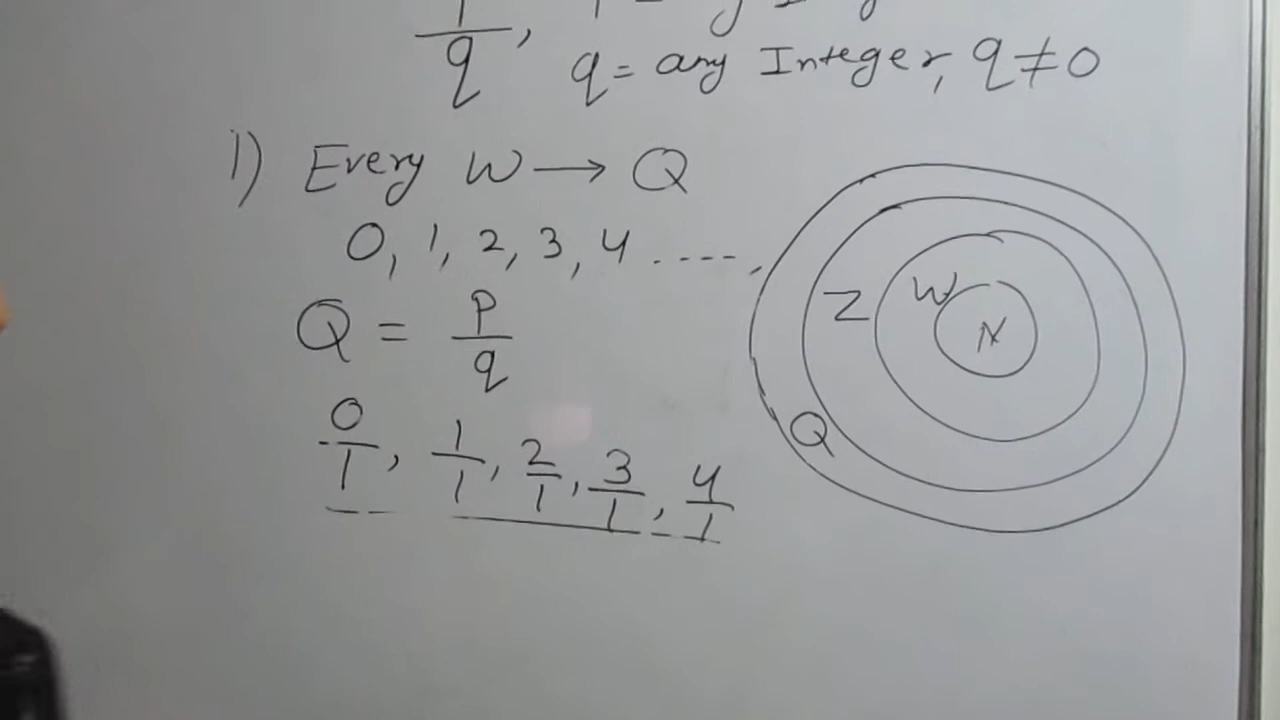 q, q = any Integer, q ≠ 0
1) Every W → Q
0, 1, 2, 3, 4 .....,
Q = p/q
0/1, 1/1, 2/1, 3/1, 4/1
Z W N
Q